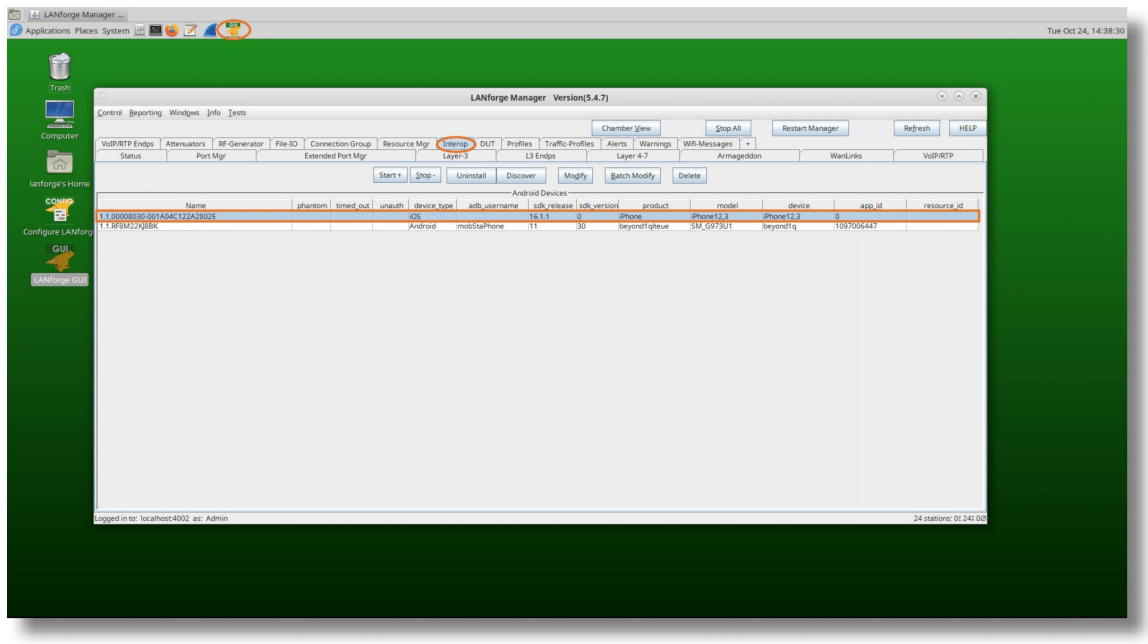 LANforge Manager ...
Applications Places System
GUI
Tue Oct 24, 14:38:30
Trash
Computer
lanforge's Home
CONFIG
Configure LANforg
GUI
LANforge GUI
LANforge Manager Version(5.4.7)
Control Reporting Windows Info Tests
Chamber View Stop All Restart Manager Refresh HELP
VoIP/RTP Endps Attenuators RF-Generator File-IO Connection Group Resource Mgr Interop DUT Profiles Traffic-Profiles Alerts Warnings Wifi-Messages +
Status Port Mgr Extended Port Mgr Layer-3 L3 Endps Layer 4-7 Armageddon WanLinks VoIP/RTP
Start + Stop - Uninstall Discover Modify Batch Modify Delete
Android Devices
Name phantom timed_out unauth device_type adb_username sdk_release sdk_version product model device app_id resource_id
1.1.00008030-001A04C122A2802E iOS 16.1.1 0 iPhone iPhone12,3 iPhone12,3 0
1.1.RF8M22KJ8BK Android mobStaPhone 11 30 beyond1qlteue SM_G973U1 beyond1q 1097006447
Logged in to: localhost:4002 as: Admin
24 stations: